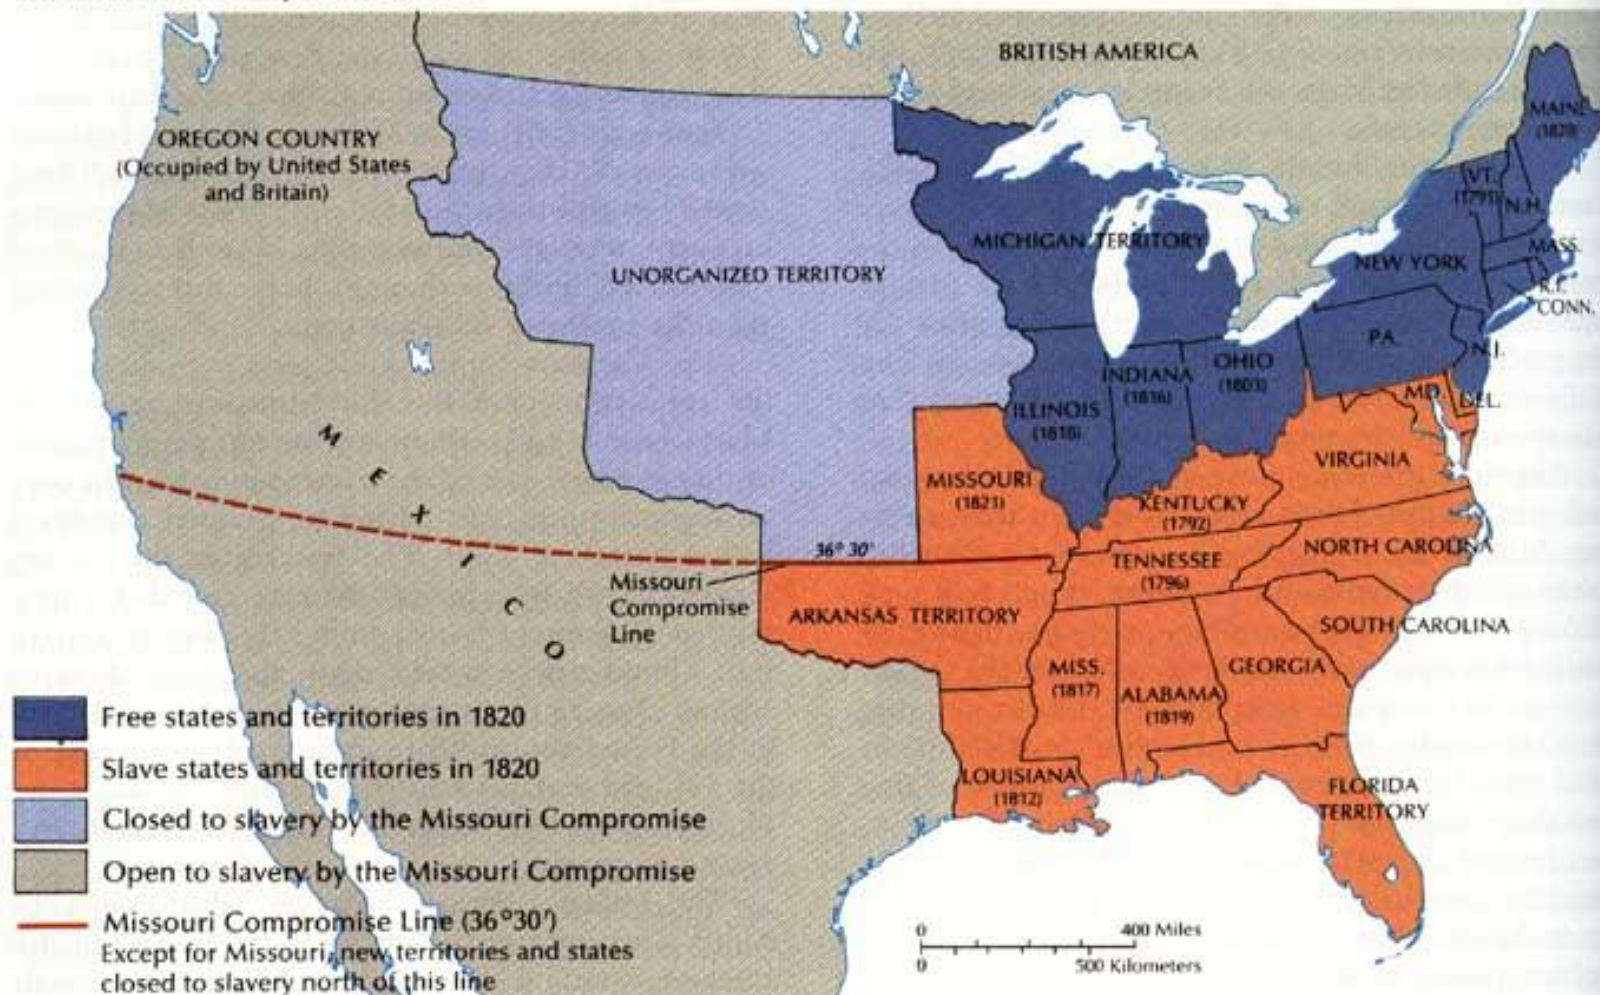 BRITISH AMERICA
OREGON COUNTRY
(Occupied by United States
and Britain)
UNORGANIZED TERRITORY
MICHIGAN TERRITORY
MAINE
(1820)
VT.
(1791)
N.H.
MASS.
R.I.
CONN.
NEW YORK
PA.
N.J.
OHIO
(1803)
INDIANA
(1816)
ILLINOIS
(1818)
MD.
DEL.
VIRGINIA
MISSOURI
(1821)
KENTUCKY
(1792)
NORTH CAROLINA
TENNESSEE
(1796)
MEXICO
36° 30'
Missouri
Compromise
Line
ARKANSAS TERRITORY
SOUTH CAROLINA
MISS.
(1817)
ALABAMA
(1819)
GEORGIA
LOUISIANA
(1812)
FLORIDA
TERRITORY
Free states and territories in 1820
Slave states and territories in 1820
Closed to slavery by the Missouri Compromise
Open to slavery by the Missouri Compromise
Missouri Compromise Line (36°30')
Except for Missouri, new territories and states
closed to slavery north of this line
0 400 Miles
0 500 Kilometers